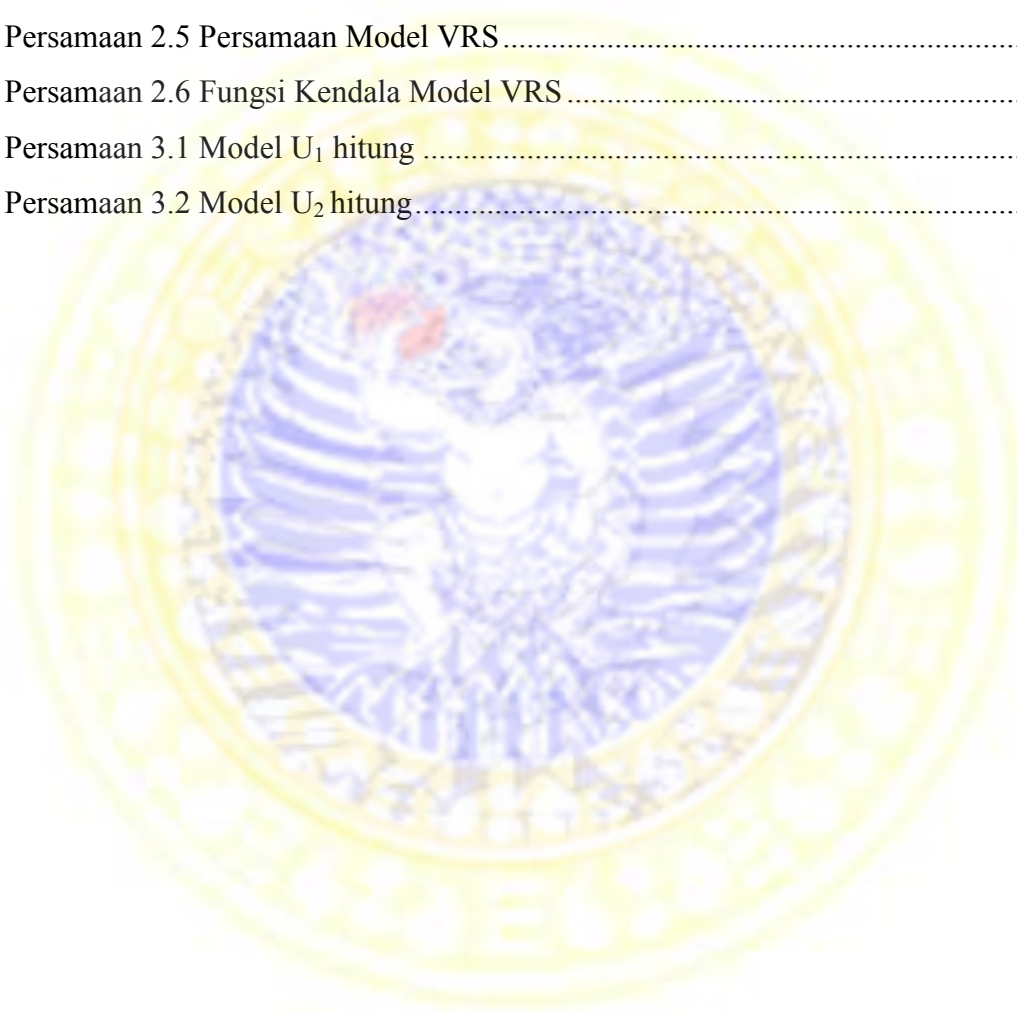 Persamaan 2.5 Persamaan Model VRS....................................................................
Persamaan 2.6 Fungsi Kendala Model VRS............................................................
Persamaan 3.1 Model U₁ hitung ..............................................................................
Persamaan 3.2 Model U₂ hitung...............................................................................